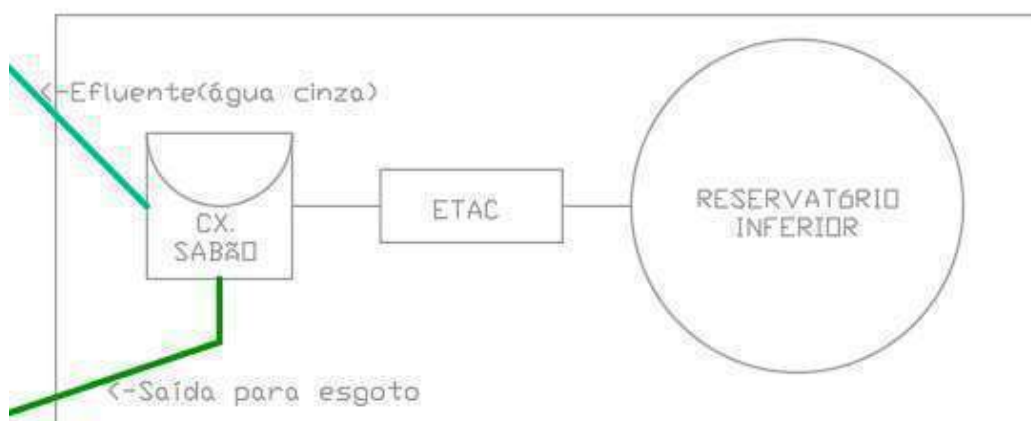 <-Efluente(água cinza)
CX.
SABÃO
ETAC
RESERVATóRIO
INFERIOR
<-Saída para esgoto